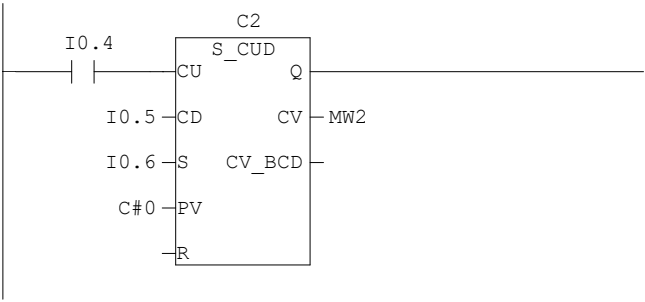 C2
I0.4 S_CUD
CU Q
I0.5 CD CV MW2
I0.6 S CV_BCD
C#0 PV
R